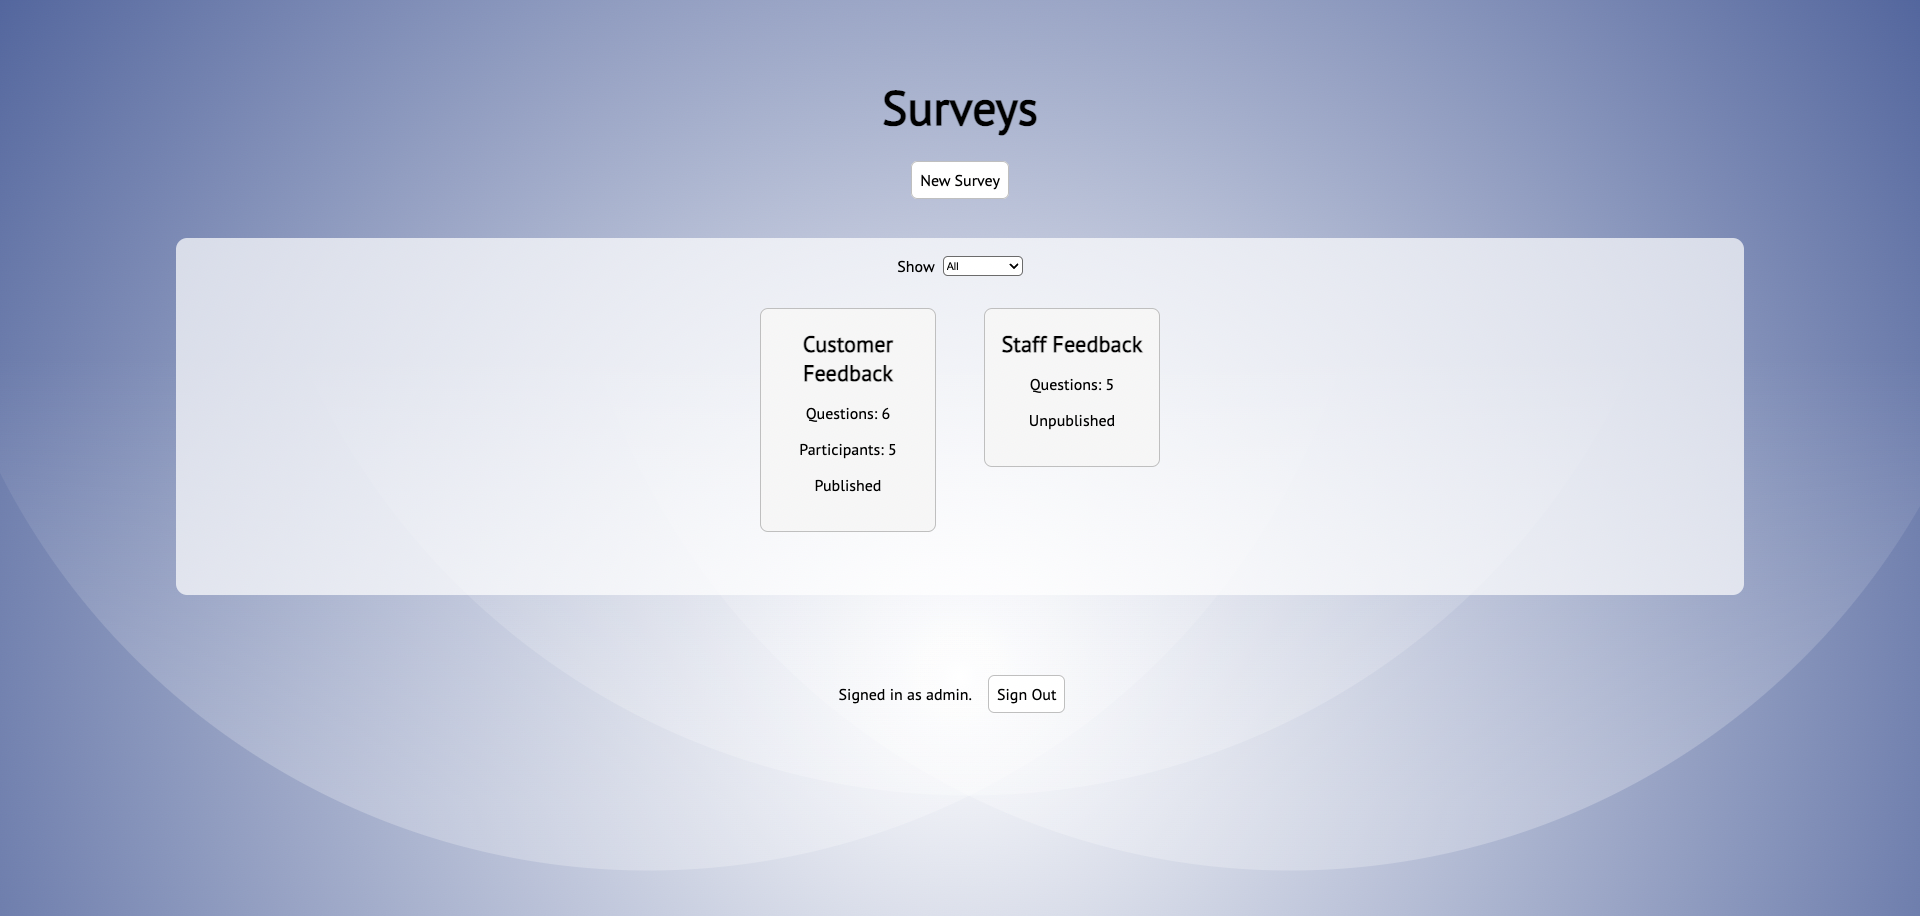 Surveys
New Survey
Show All
Customer
Feedback
Questions: 6
Participants: 5
Published
Staff Feedback
Questions: 5
Unpublished
Signed in as admin. Sign Out